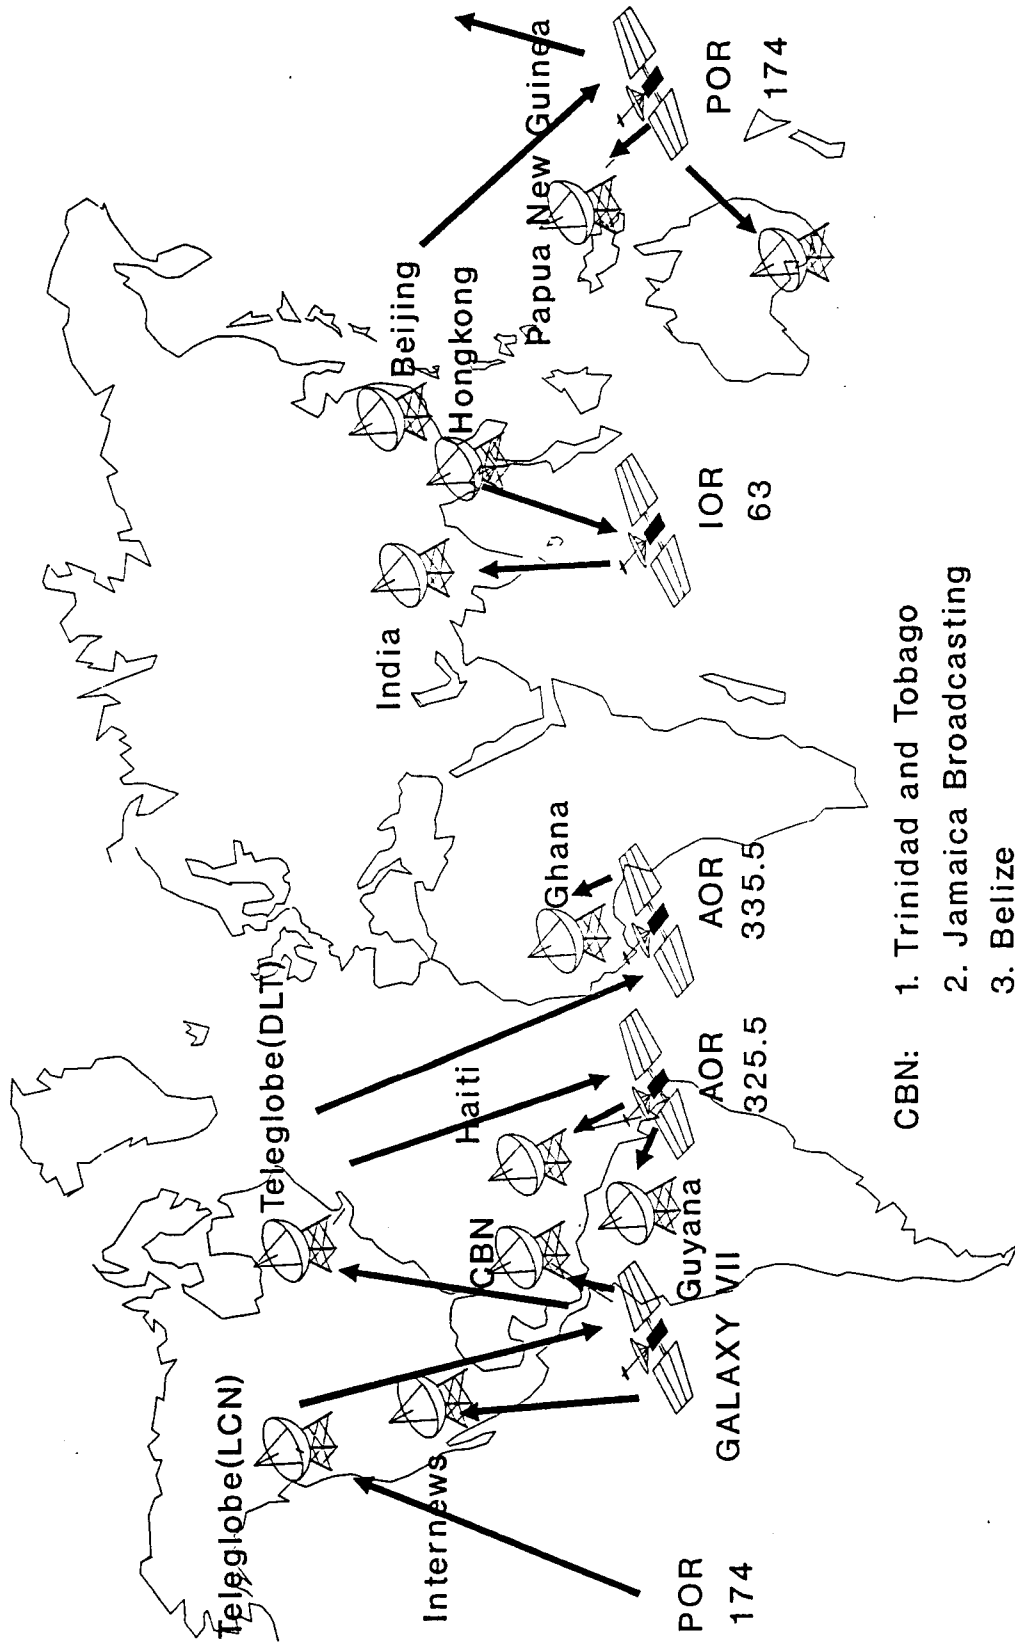 Teleglobe(LCN)
Teleglobe(DLT)
Internews
CBN
Haiti
Ghana
India
Beijing
Hongkong
Papua New Guinea
Guyana
GALAXY VII
POR
174
AOR
325.5
AOR
335.5
IOR
63
POR
174
CBN:
1. Trinidad and Tobago
2. Jamaica Broadcasting
3. Belize